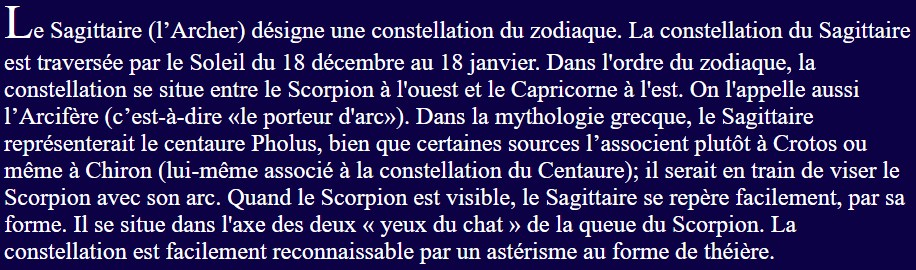 Le Sagittaire (l’Archer) désigne une constellation du zodiaque. La constellation du Sagittaire
est traversée par le Soleil du 18 décembre au 18 janvier. Dans l'ordre du zodiaque, la
constellation se situe entre le Scorpion à l'ouest et le Capricorne à l'est. On l'appelle aussi
l’Arcifère (c’est-à-dire «le porteur d'arc»). Dans la mythologie grecque, le Sagittaire
représenterait le centaure Pholus, bien que certaines sources l’associent plutôt à Crotos ou
même à Chiron (lui-même associé à la constellation du Centaure); il serait en train de viser le
Scorpion avec son arc. Quand le Scorpion est visible, le Sagittaire se repère facilement, par sa
forme. Il se situe dans l'axe des deux « yeux du chat » de la queue du Scorpion. La
constellation est facilement reconnaissable par un astérisme au forme de théière.